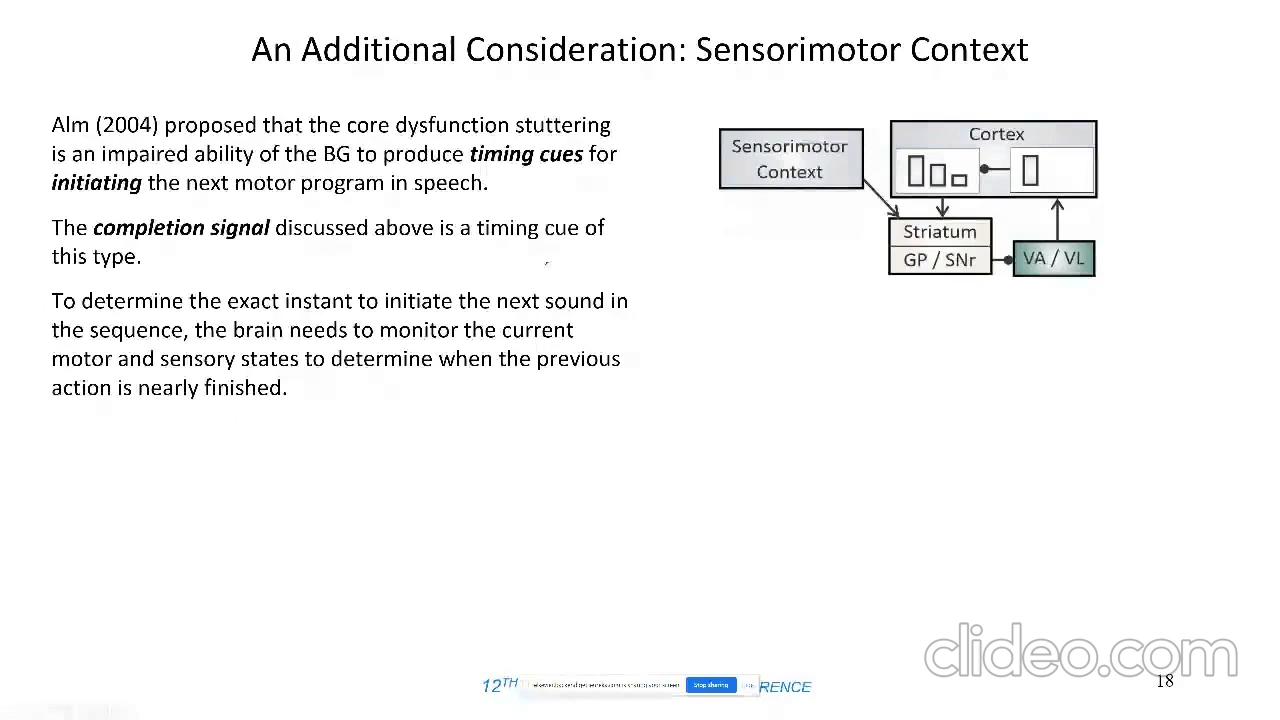 An Additional Consideration: Sensorimotor Context
Alm (2004) proposed that the core dysfunction stuttering
is an impaired ability of the BG to produce timing cues for
initiating the next motor program in speech.
The completion signal discussed above is a timing cue of
this type.
To determine the exact instant to initiate the next sound in
the sequence, the brain needs to monitor the current
motor and sensory states to determine when the previous
action is nearly finished.
Sensorimotor
Context
Cortex
Striatum
GP / SNr
VA / VL
clideo.com
12TH
is sharing your screen
Stop sharing
RENCE
18